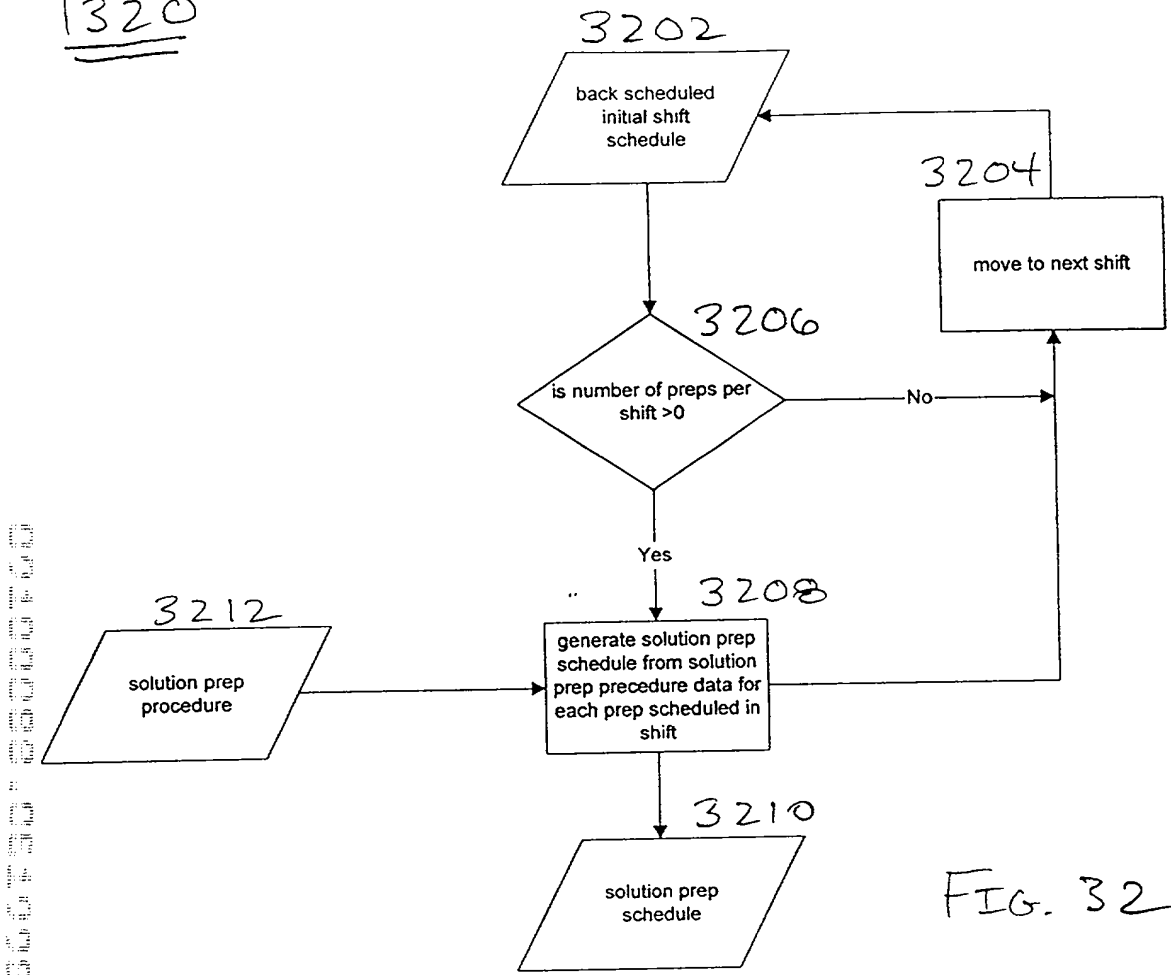 1320
3202
back scheduled
initial shift
schedule
3204
move to next shift
3206
is number of preps per
shift >0
No
Yes
3208
3212
solution prep
procedure
generate solution prep
schedule from solution
prep precedure data for
each prep scheduled in
shift
3210
solution prep
schedule
FIG. 32